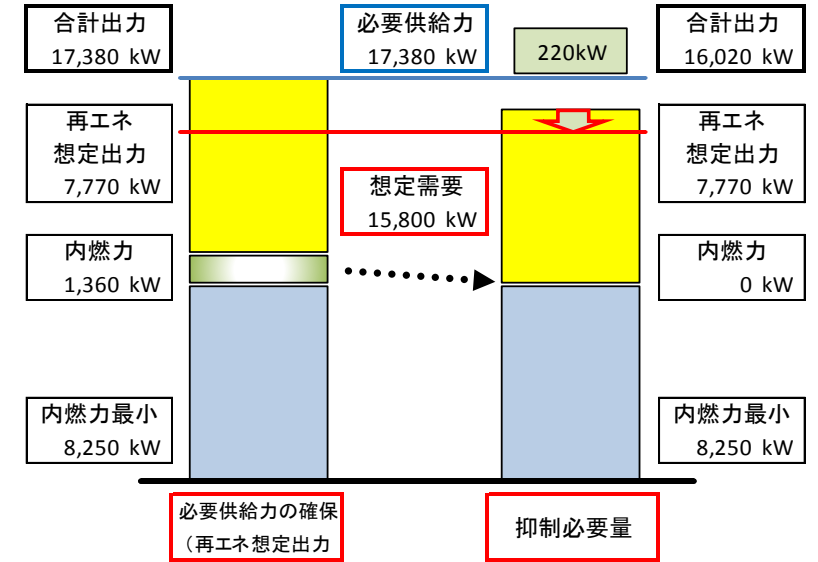 合計出力
17,380 kW
必要供給力
17,380 kW
220kW
合計出力
16,020 kW
再エネ
想定出力
7,770 kW
再エネ
想定出力
7,770 kW
想定需要
15,800 kW
内燃力
1,360 kW
内燃力
0 kW
内燃力最小
8,250 kW
内燃力最小
8,250 kW
必要供給力の確保
（再エネ想定出力
抑制必要量